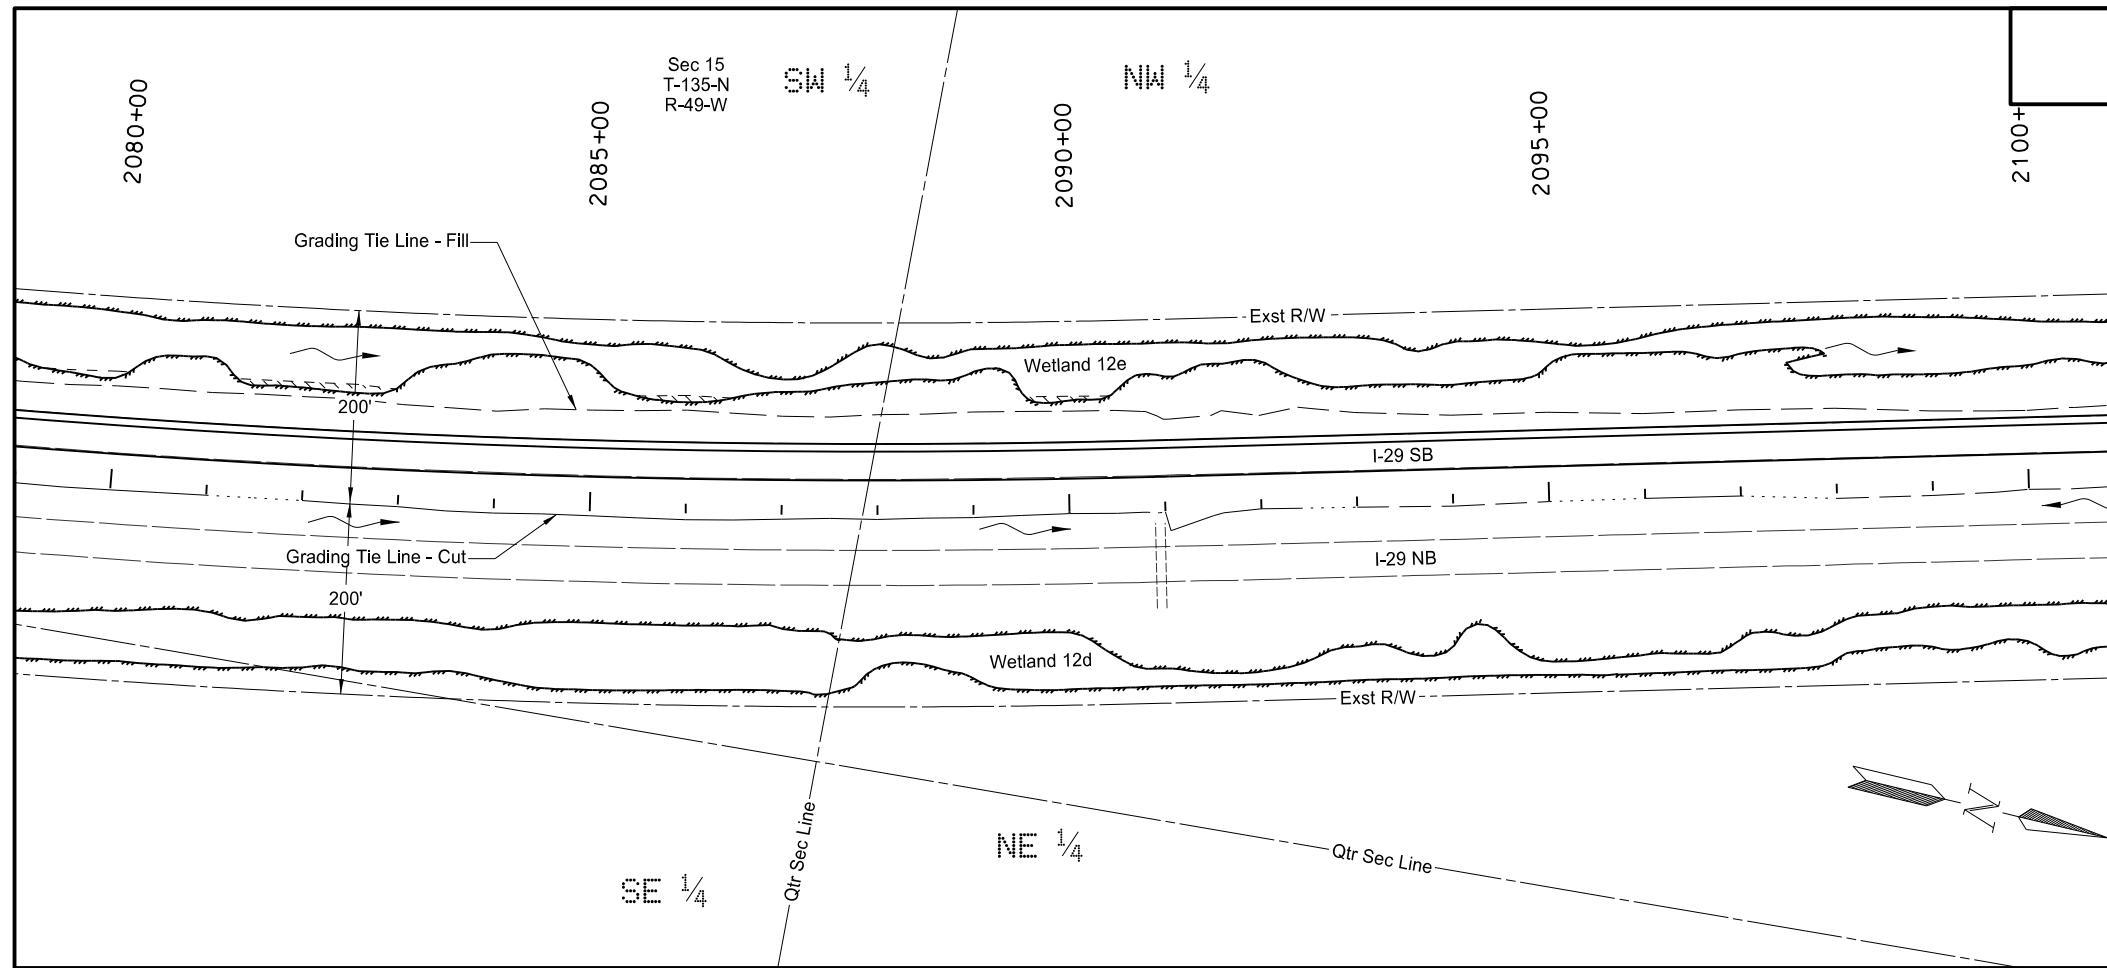 Sec 15
T-135-N
R-49-W
SW 1/4
NW 1/4
2080+00
2085+00
2090+00
2095+00
2100+
Grading Tie Line - Fill
Exst R/W
Wetland 12e
200'
I-29 SB
Grading Tie Line - Cut
I-29 NB
200'
Wetland 12d
Exst R/W
Qtr Sec Line
N
NE 1/4
Qtr Sec Line
SE 1/4